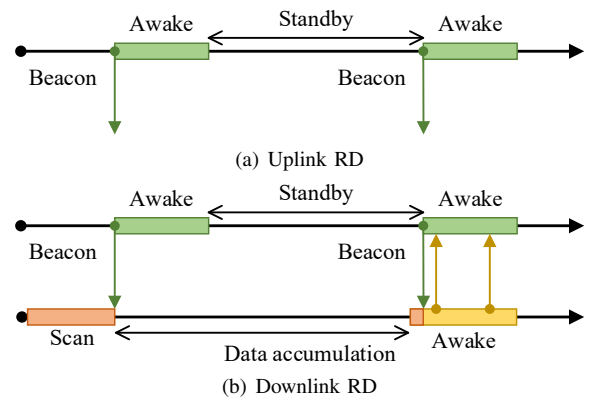 Awake
Standby
Awake
Beacon
Beacon
(a) Uplink RD
Awake
Standby
Awake
Beacon
Beacon
Scan
Data accumulation
Awake
(b) Downlink RD